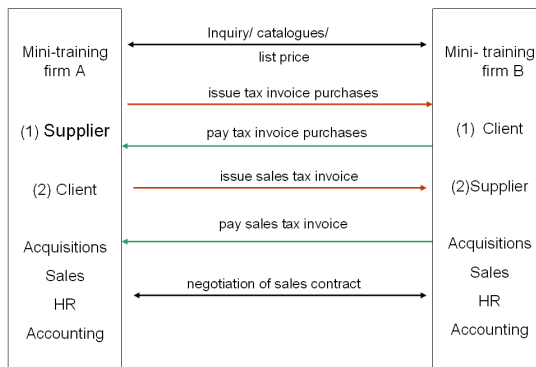 Mini-training
firm A
(1) Supplier
(2) Client
Acquisitions
Sales
HR
Accounting
Inquiry/ catalogues/
list price
issue tax invoice purchases
pay tax invoice purchases
issue sales tax invoice
pay sales tax invoice
negotiation of sales contract
Mini- training
firm B
(1) Client
(2)Supplier
Acquisitions
Sales
HR
Accounting